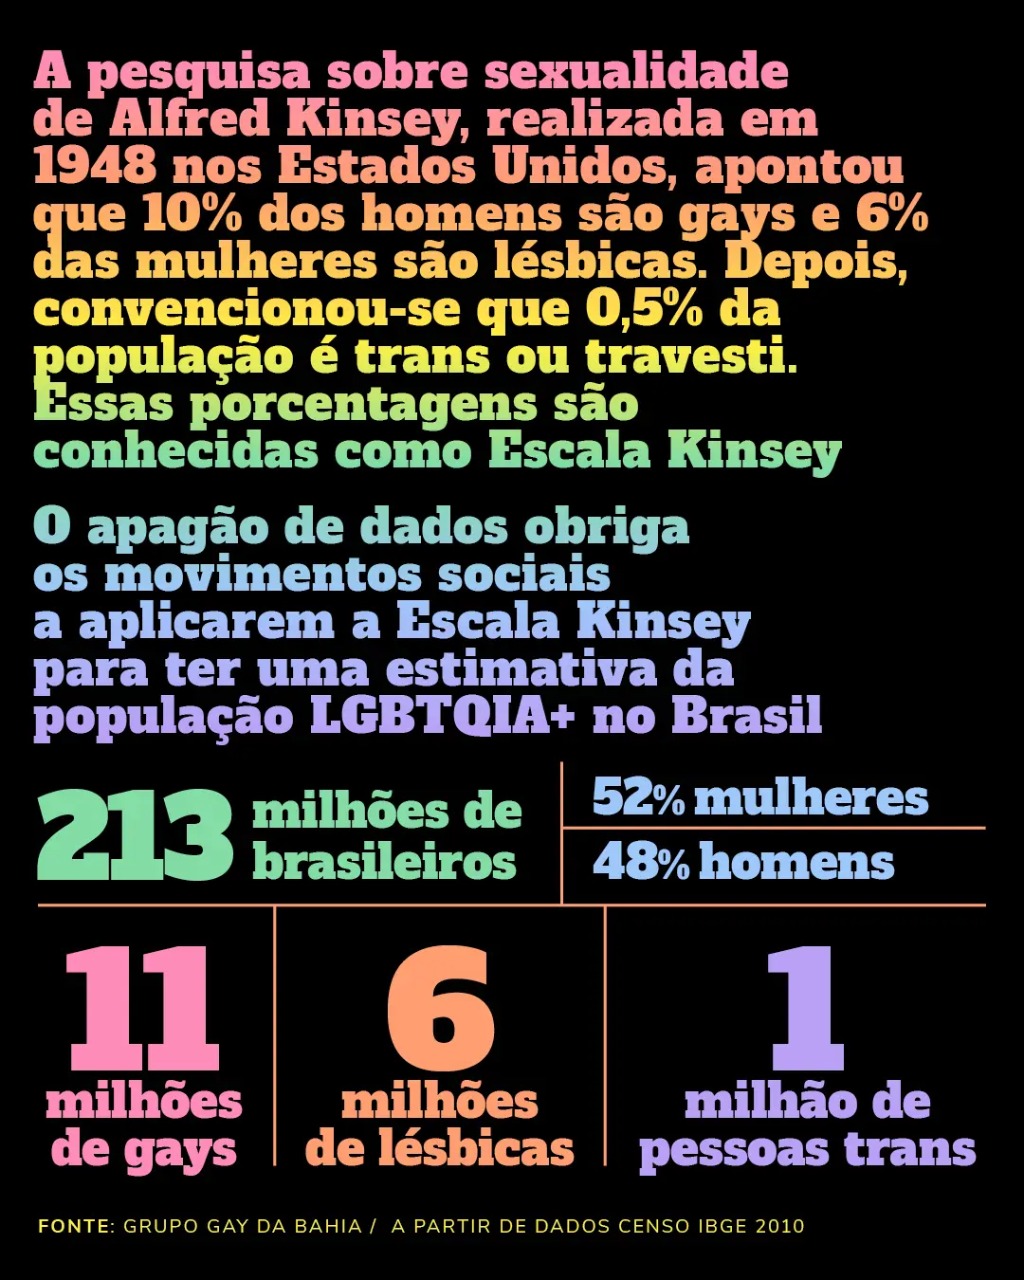 A pesquisa sobre sexualidade
de Alfred Kinsey, realizada em
1948 nos Estados Unidos, apontou
que 10% dos homens são gays e 6%
das mulheres são lésbicas. Depois,
convencionou-se que 0,5% da
população é trans ou travesti.
Essas porcentagens são
conhecidas como Escala Kinsey
O apagão de dados obriga
os movimentos sociais
a aplicarem a Escala Kinsey
para ter uma estimativa da
população LGBTQIA+ no Brasil
213 milhões de
brasileiros
52% mulheres
48% homens
11
milhões
de gays
6
milhões
de lésbicas
1
milhão de
pessoas trans
FONTE: GRUPO GAY DA BAHIA / A PARTIR DE DADOS CENSO IBGE 2010